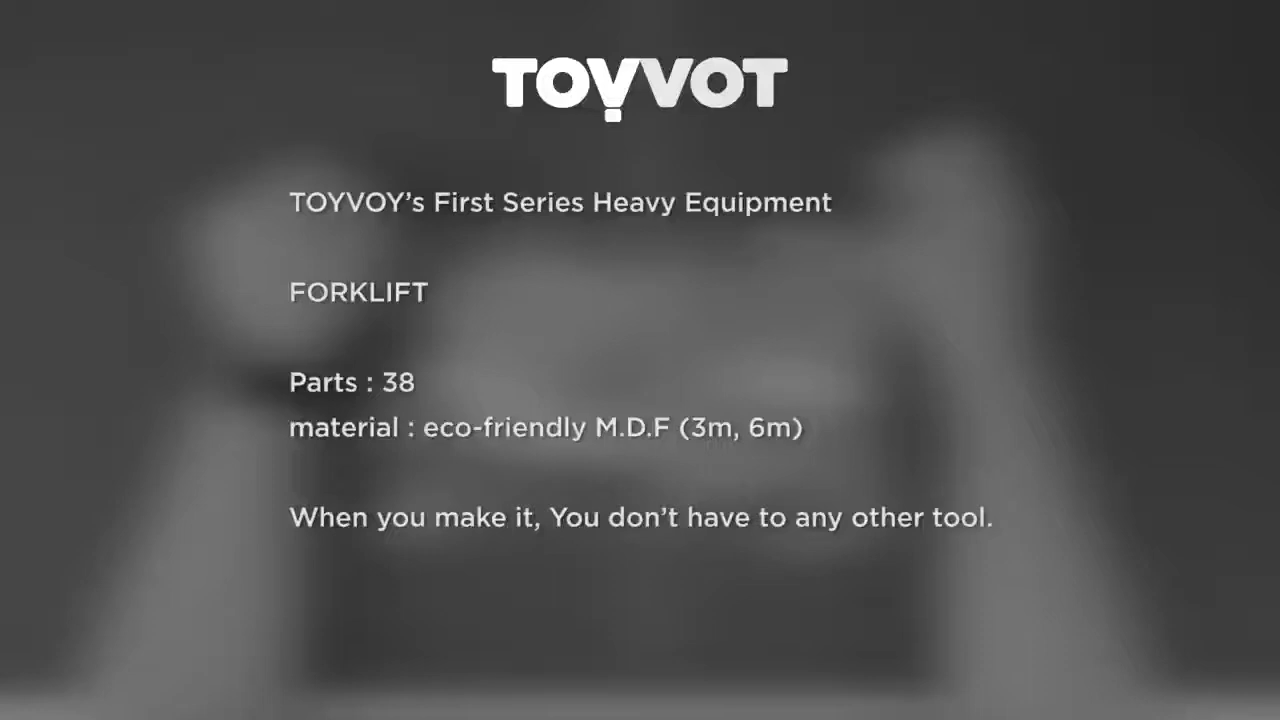 TOYVOT
TOYVOY’s First Series Heavy Equipment
FORKLIFT
Parts : 38
material : eco-friendly M.D.F (3m, 6m)
When you make it, You don’t have to any other tool.